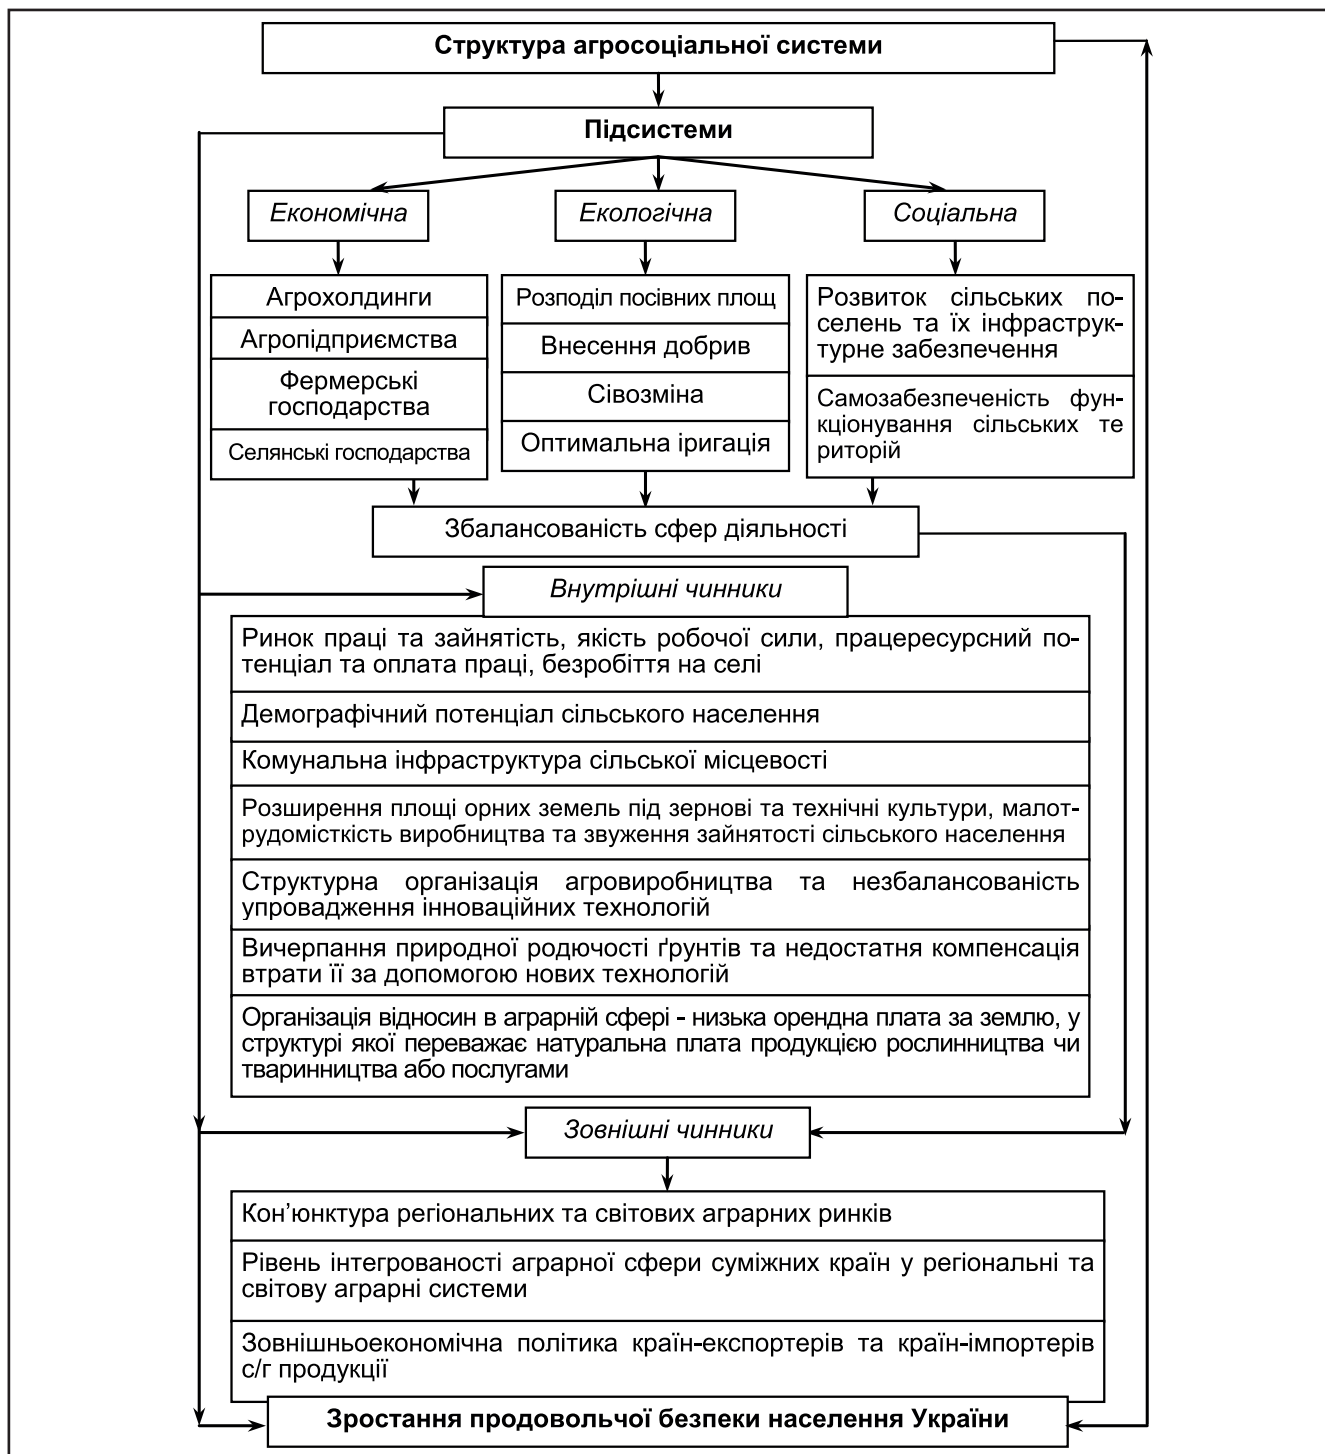 Структура агросоціальної системи
Підсистеми
Економічна
Екологічна
Соціальна
Агрохолдинги
Агропідприємства
Фермерські
господарства
Селянські господарства
Розподіл посівних площ
Внесення добрив
Сівозміна
Оптимальна іригація
Розвиток сільських по-
селень та їх інфраструк-
турне забезпечення
Самозабезпеченість фун-
кціонування сільських те
риторій
Збалансованість сфер діяльності
Внутрішні чинники
Ринок праці та зайнятість, якість робочої сили, працересурсний по-
тенціал та оплата праці, безробіття на селі
Демографічний потенціал сільського населення
Комунальна інфраструктура сільської місцевості
Розширення площі орних земель під зернові та технічні культури, малот-
рудомісткість виробництва та звуження зайнятості сільського населення
Структурна організація агровиробництва та незбалансованість
упровадження інноваційних технологій
Вичерпання природної родючості ґрунтів та недостатня компенсація
втрати її за допомогою нових технологій
Організація відносин в аграрній сфері - низька орендна плата за землю, у
структурі якої переважає натуральна плата продукцією рослинництва чи
тваринництва або послугами
Зовнішні чинники
Кон’юнктура регіональних та світових аграрних ринків
Рівень інтегрованості аграрної сфери суміжних країн у регіональні та
світову аграрні системи
Зовнішньоекономічна політика країн-експортерів та країн-імпортерів
с/г продукції
Зростання продовольчої безпеки населення України